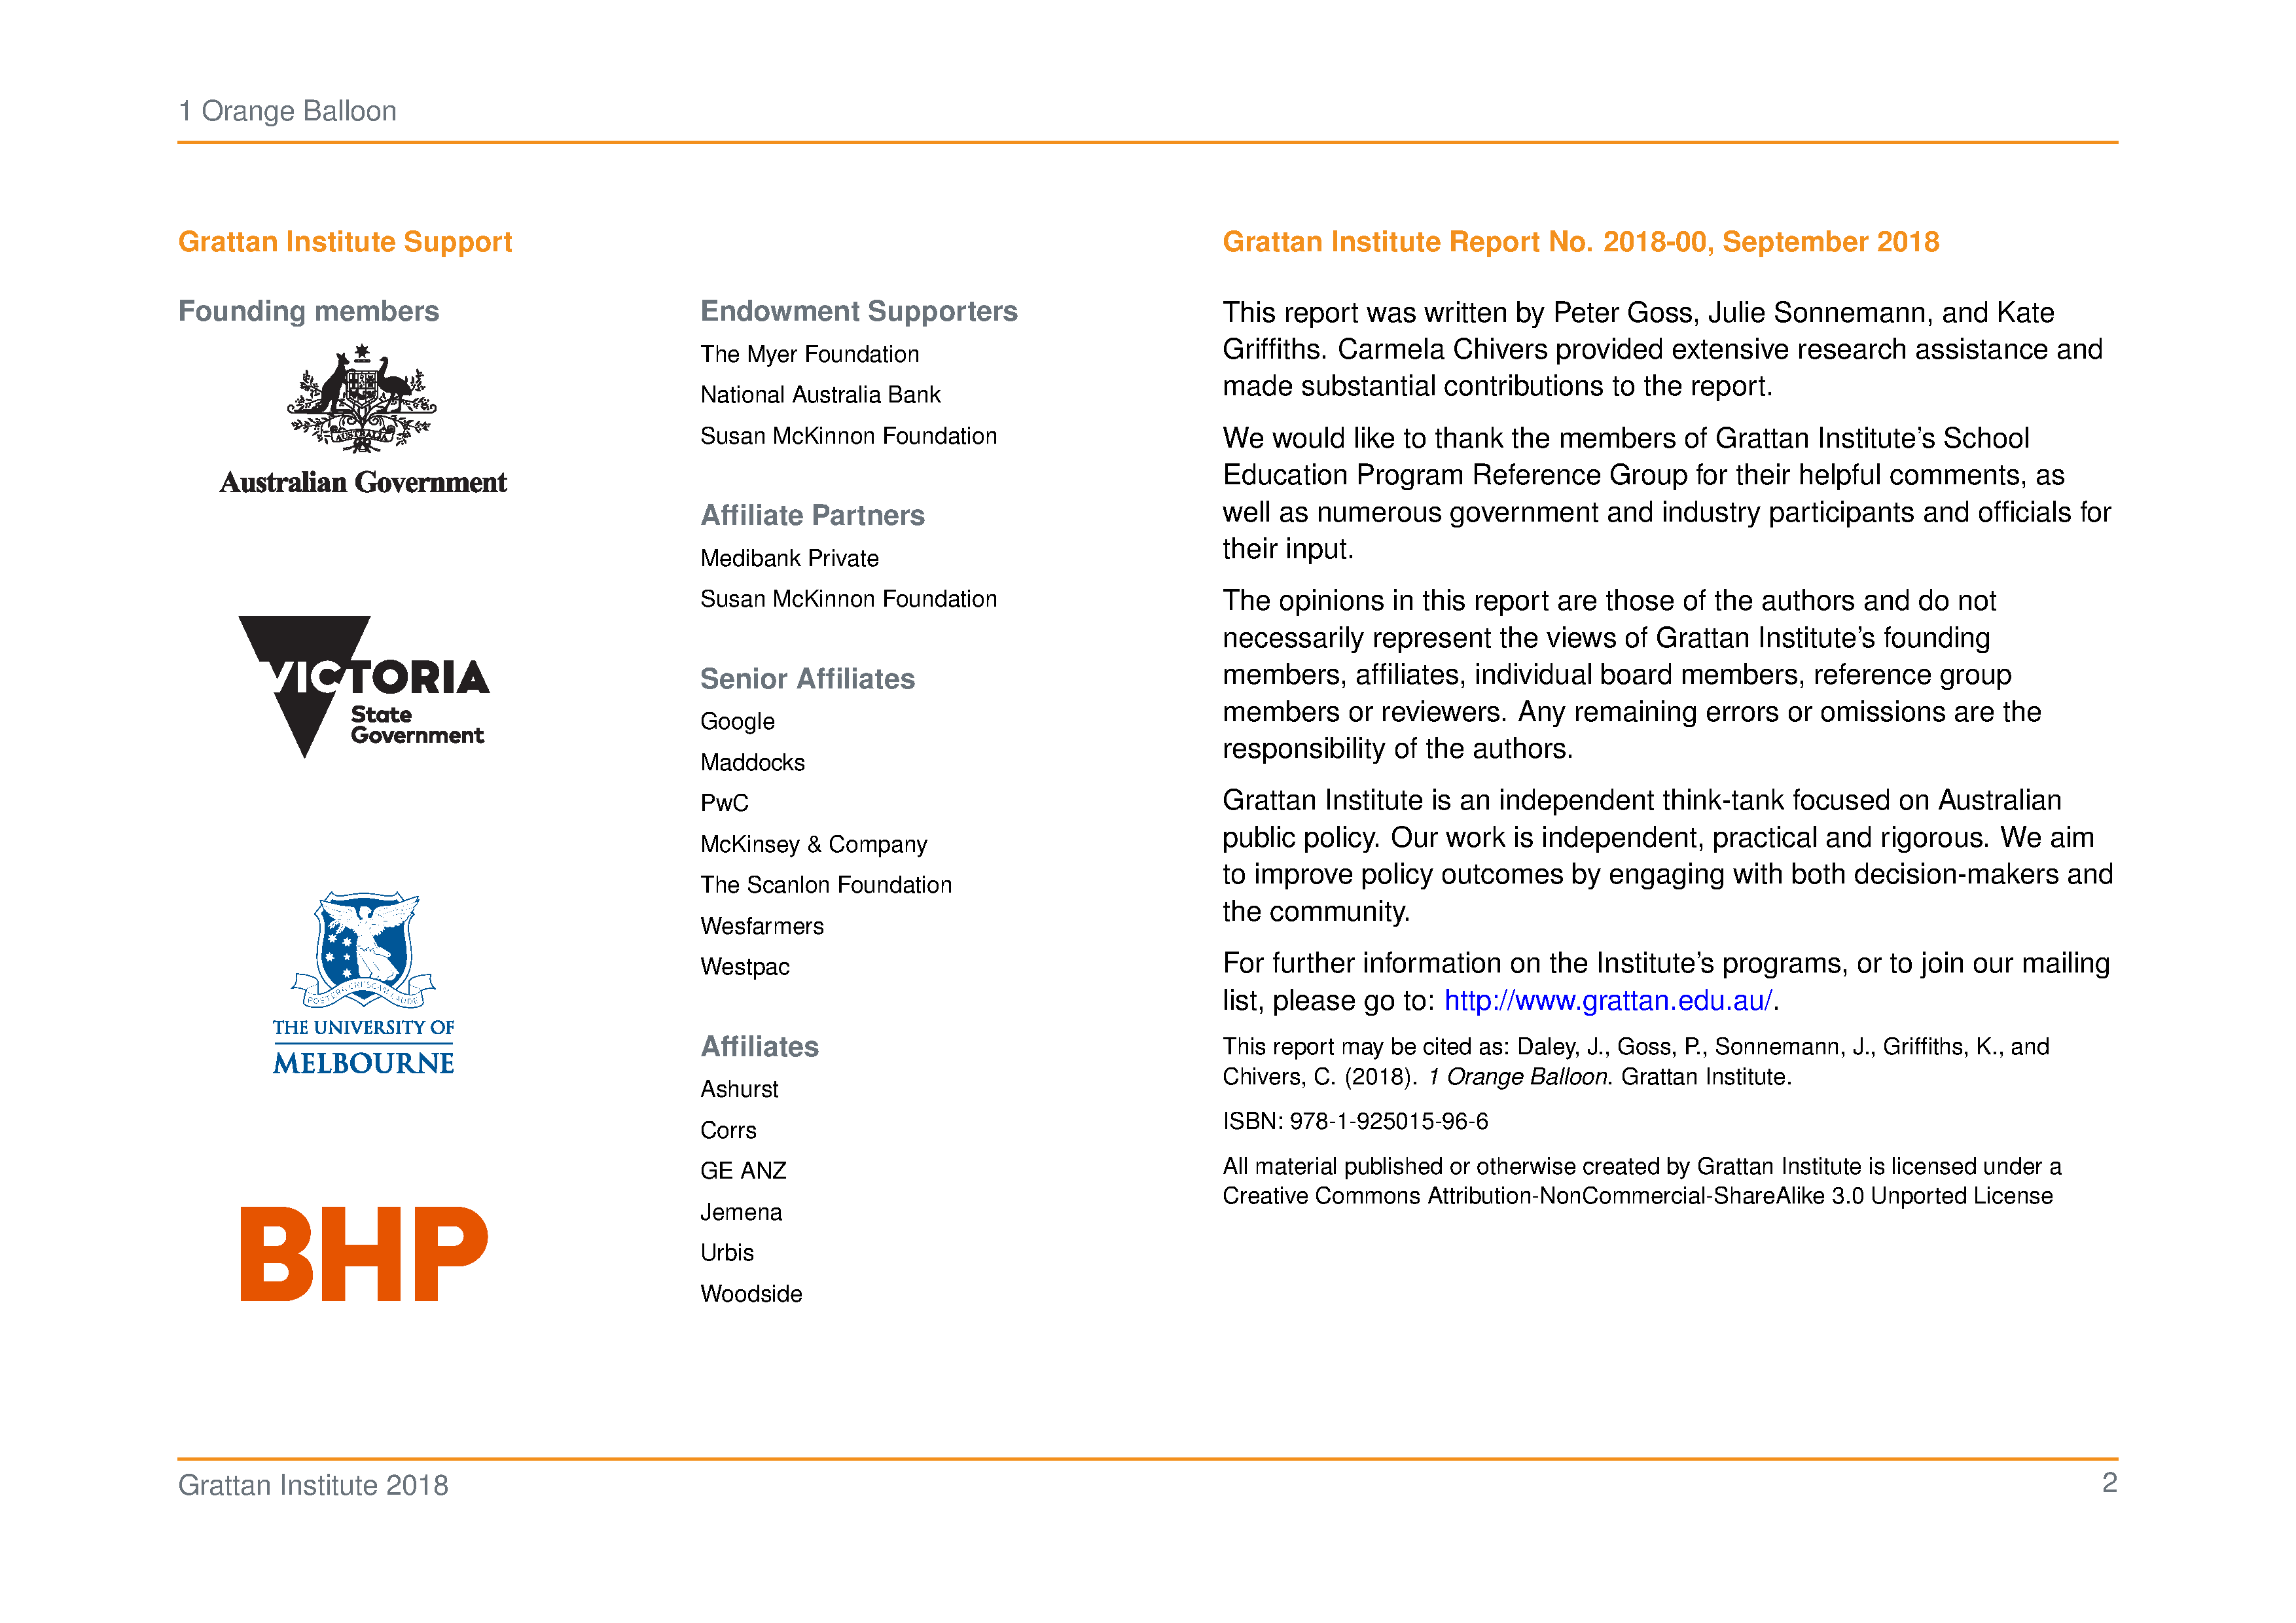 1 Orange Balloon
Grattan Institute Support
Founding members
AUSTRALIA
Australian Government
VICTORIA
State
Government
POSTERA CRESCAM LAUDE
THE UNIVERSITY OF
MELBOURNE
BHP
Endowment Supporters
The Myer Foundation
National Australia Bank
Susan McKinnon Foundation
Affiliate Partners
Medibank Private
Susan McKinnon Foundation
Senior Affiliates
Google
Maddocks
PwC
McKinsey & Company
The Scanlon Foundation
Wesfarmers
Westpac
Affiliates
Ashurst
Corrs
GE ANZ
Jemena
Urbis
Woodside
Grattan Institute Report No. 2018-00, September 2018
This report was written by Peter Goss, Julie Sonnemann, and Kate
Griffiths. Carmela Chivers provided extensive research assistance and
made substantial contributions to the report.
We would like to thank the members of Grattan Institute's School
Education Program Reference Group for their helpful comments, as
well as numerous government and industry participants and officials for
their input.
The opinions in this report are those of the authors and do not
necessarily represent the views of Grattan Institute's founding
members, affiliates, individual board members, reference group
members or reviewers. Any remaining errors or omissions are the
responsibility of the authors.
Grattan Institute is an independent think-tank focused on Australian
public policy. Our work is independent, practical and rigorous. We aim
to improve policy outcomes by engaging with both decision-makers and
the community.
For further information on the Institute's programs, or to join our mailing
list, please go to: http://www.grattan.edu.au/.
This report may be cited as: Daley, J., Goss, P., Sonnemann, J., Griffiths, K., and
Chivers, C. (2018). 1 Orange Balloon. Grattan Institute.
ISBN: 978-1-925015-96-6
All material published or otherwise created by Grattan Institute is licensed under a
Creative Commons Attribution-NonCommercial-ShareAlike 3.0 Unported License
Grattan Institute 2018
2